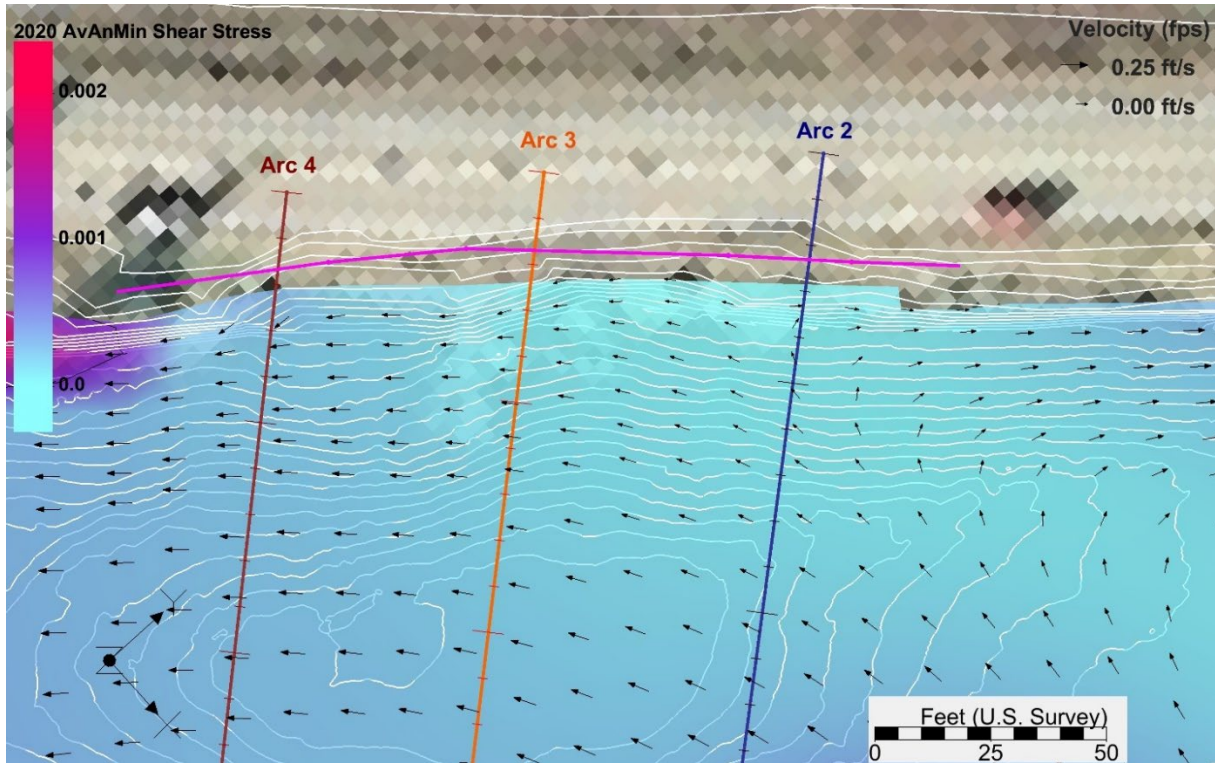 2020 AvAnMin Shear Stress
0.002
0.001
0.0
Velocity (fps)
0.25 ft/s
0.00 ft/s
Arc 4
Arc 3
Arc 2
Y
X
Z
Feet (U.S. Survey)
0 25 50